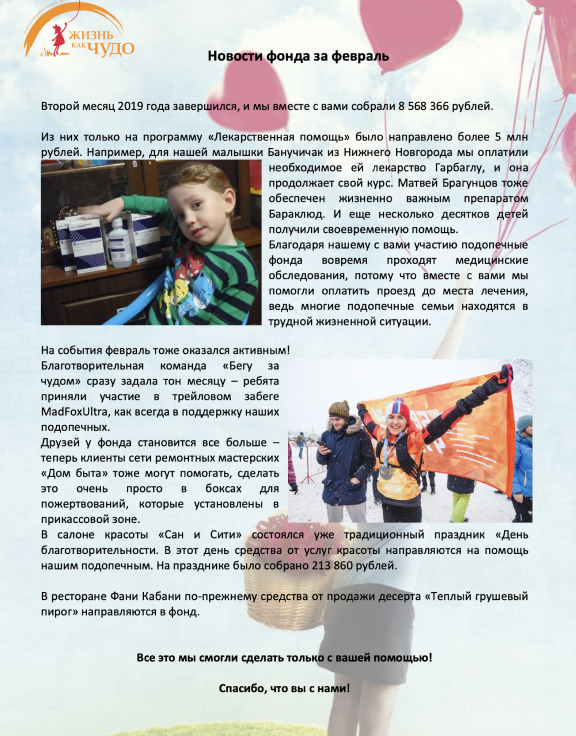 ЖИЗНЬ
КАК ЧУДО
Новости фонда за февраль
Второй месяц 2019 года завершился, и мы вместе с вами собрали 8 568 366 рублей.
Из них только на программу «Лекарственная помощь» было направлено более 5 млн
рублей. Например, для нашей малышки Банучичак из Нижнего Новгорода мы оплатили
необходимое ей лекарство Гарбаглу, и она
продолжает свой курс. Матвей Брагунцов тоже
обеспечен жизненно важным препаратом
Бараклюд. И еще несколько десятков детей
получили своевременную помощь.
Благодаря нашему с вами участию подопечные
фонда вовремя проходят медицинские
обследования, потому что вместе с вами мы
помогли оплатить проезд до места лечения,
ведь многие подопечные семьи находятся в
трудной жизненной ситуации.
На события февраль тоже оказался активным!
Благотворительная команда «Бегу за
чудом» сразу задала тон месяцу – ребята
приняли участие в трейловом забеге
MadFoxUltra, как всегда в поддержку наших
подопечных.
Друзей у фонда становится все больше –
теперь клиенты сети ремонтных мастерских
«Дом быта» тоже могут помогать, сделать
это очень просто в боксах для
пожертвований, которые установлены в
прикассовой зоне.
В салоне красоты «Сан и Сити» состоялся уже традиционный праздник «День
благотворительности. В этот день средства от услуг красоты направляются на помощь
нашим подопечным. На празднике было собрано 213 860 рублей.
В ресторане Фани Кабани по-прежнему средства от продажи десерта «Теплый грушевый
пирог» направляются в фонд.
Все это мы смогли сделать только с вашей помощью!
Спасибо, что вы с нами!